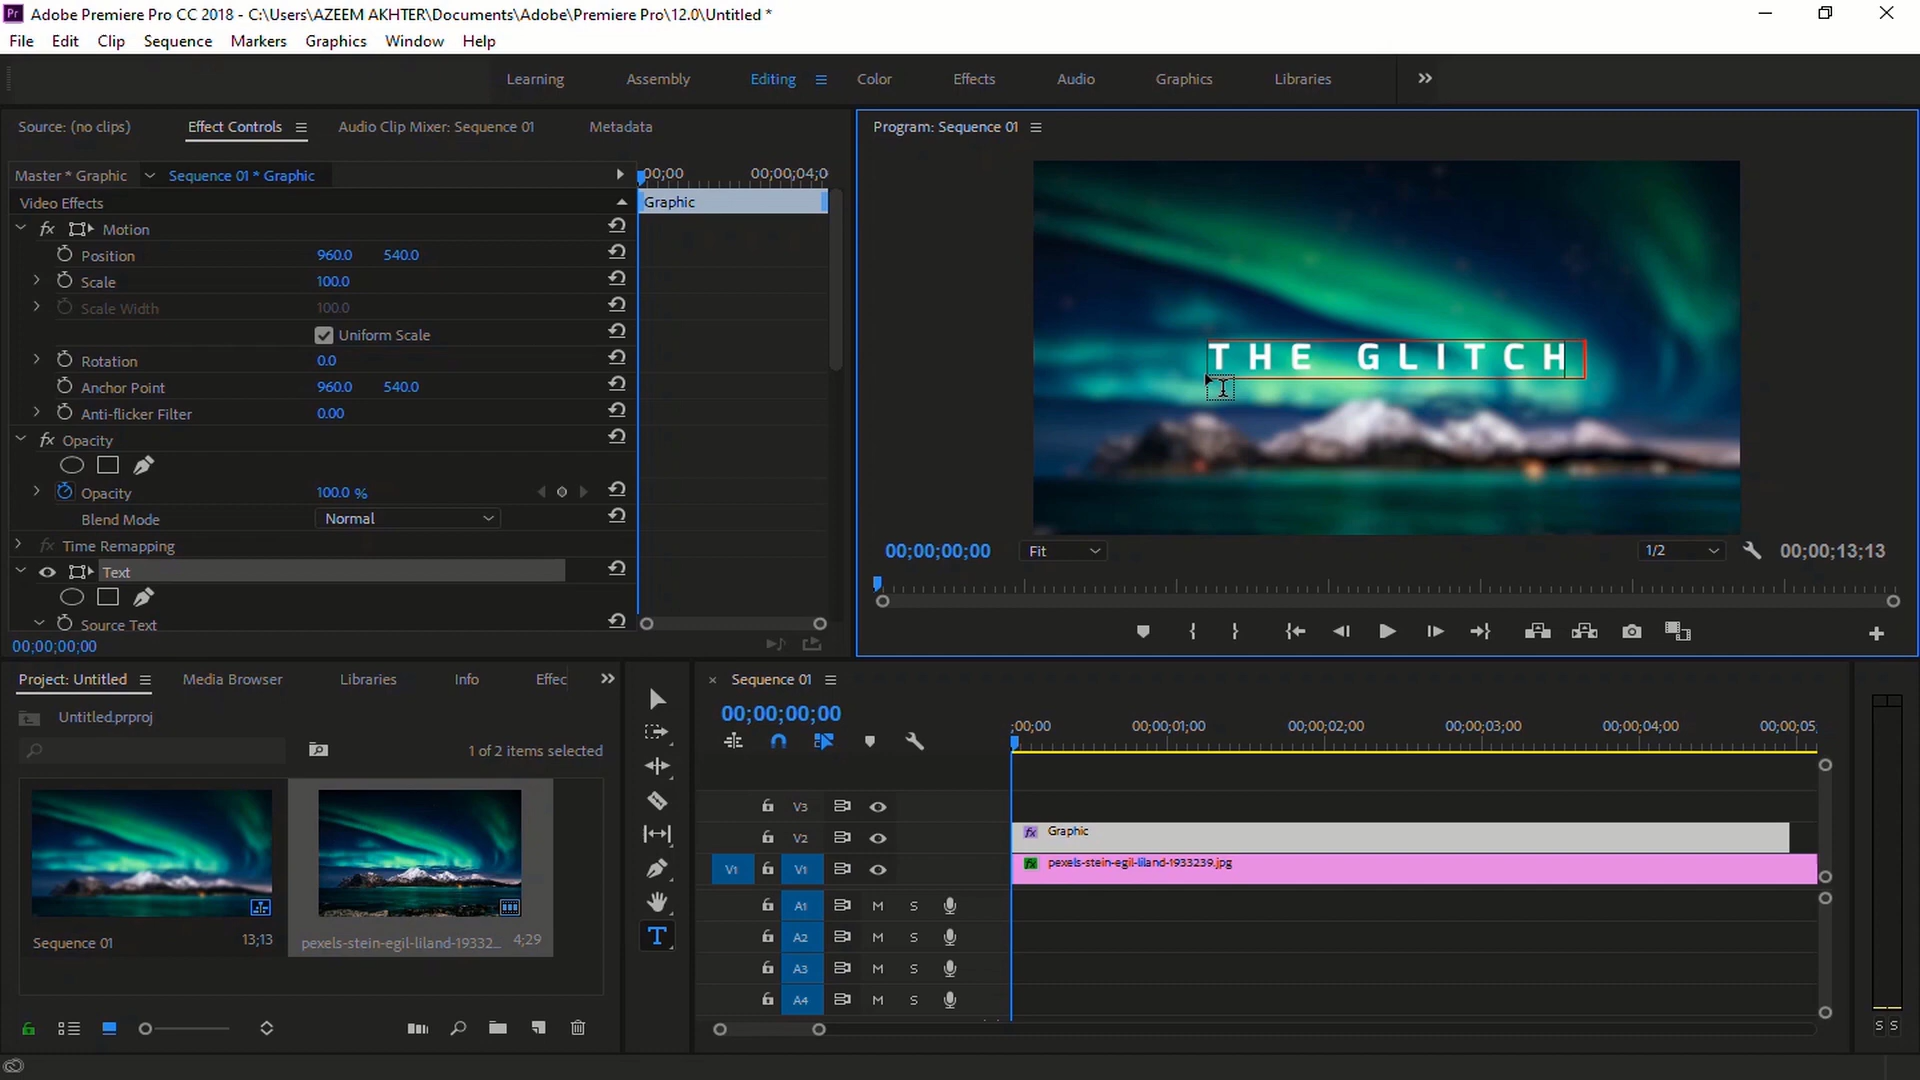 Pr Adobe Premiere Pro CC 2018 - C:\Users\AZEEM AKHTER\Documents\Adobe\Premiere Pro\12.0\Untitled *
File Edit Clip Sequence Markers Graphics Window Help
Learning Assembly Editing Color Effects Audio Graphics Libraries
Source: (no clips) Effect Controls Audio Clip Mixer: Sequence 01 Metadata
Program: Sequence 01
Master * Graphic Sequence 01 * Graphic
;00;00 00;00;04;0
Video Effects
Graphic
fx Motion
Position 960.0 540.0
Scale 100.0
Scale Width 100.0
Uniform Scale
Rotation 0.0
Anchor Point 960.0 540.0
Anti-flicker Filter 0.00
fx Opacity
Opacity 100.0 %
Blend Mode Normal
fx Time Remapping
Text
Source Text
00;00;00;00
THE GLITCH
00;00;00;00 Fit 1/2 00;00;13;13
Project: Untitled Media Browser Libraries Info Effec
Untitled.prproj
1 of 2 items selected
Sequence 01 13;13
pexels-stein-egil-liland-19332... 4;29
T
Sequence 01
00;00;00;00
;00;00 00;00;01;00 00;00;02;00 00;00;03;00 00;00;04;00 00;00;05;
V3
V2 fx Graphic
V1 V1 fx pexels-stein-egil-liland-1933239.jpg
A1 M S
A2 M S
A3 M S
A4 M S
S S